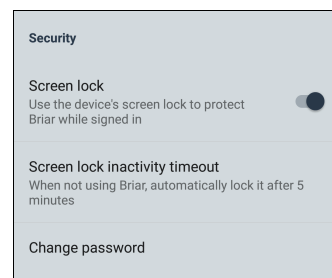 Security
Screen lock
Use the device's screen lock to protect
Briar while signed in
Screen lock inactivity timeout
When not using Briar, automatically lock it after 5
minutes
Change password